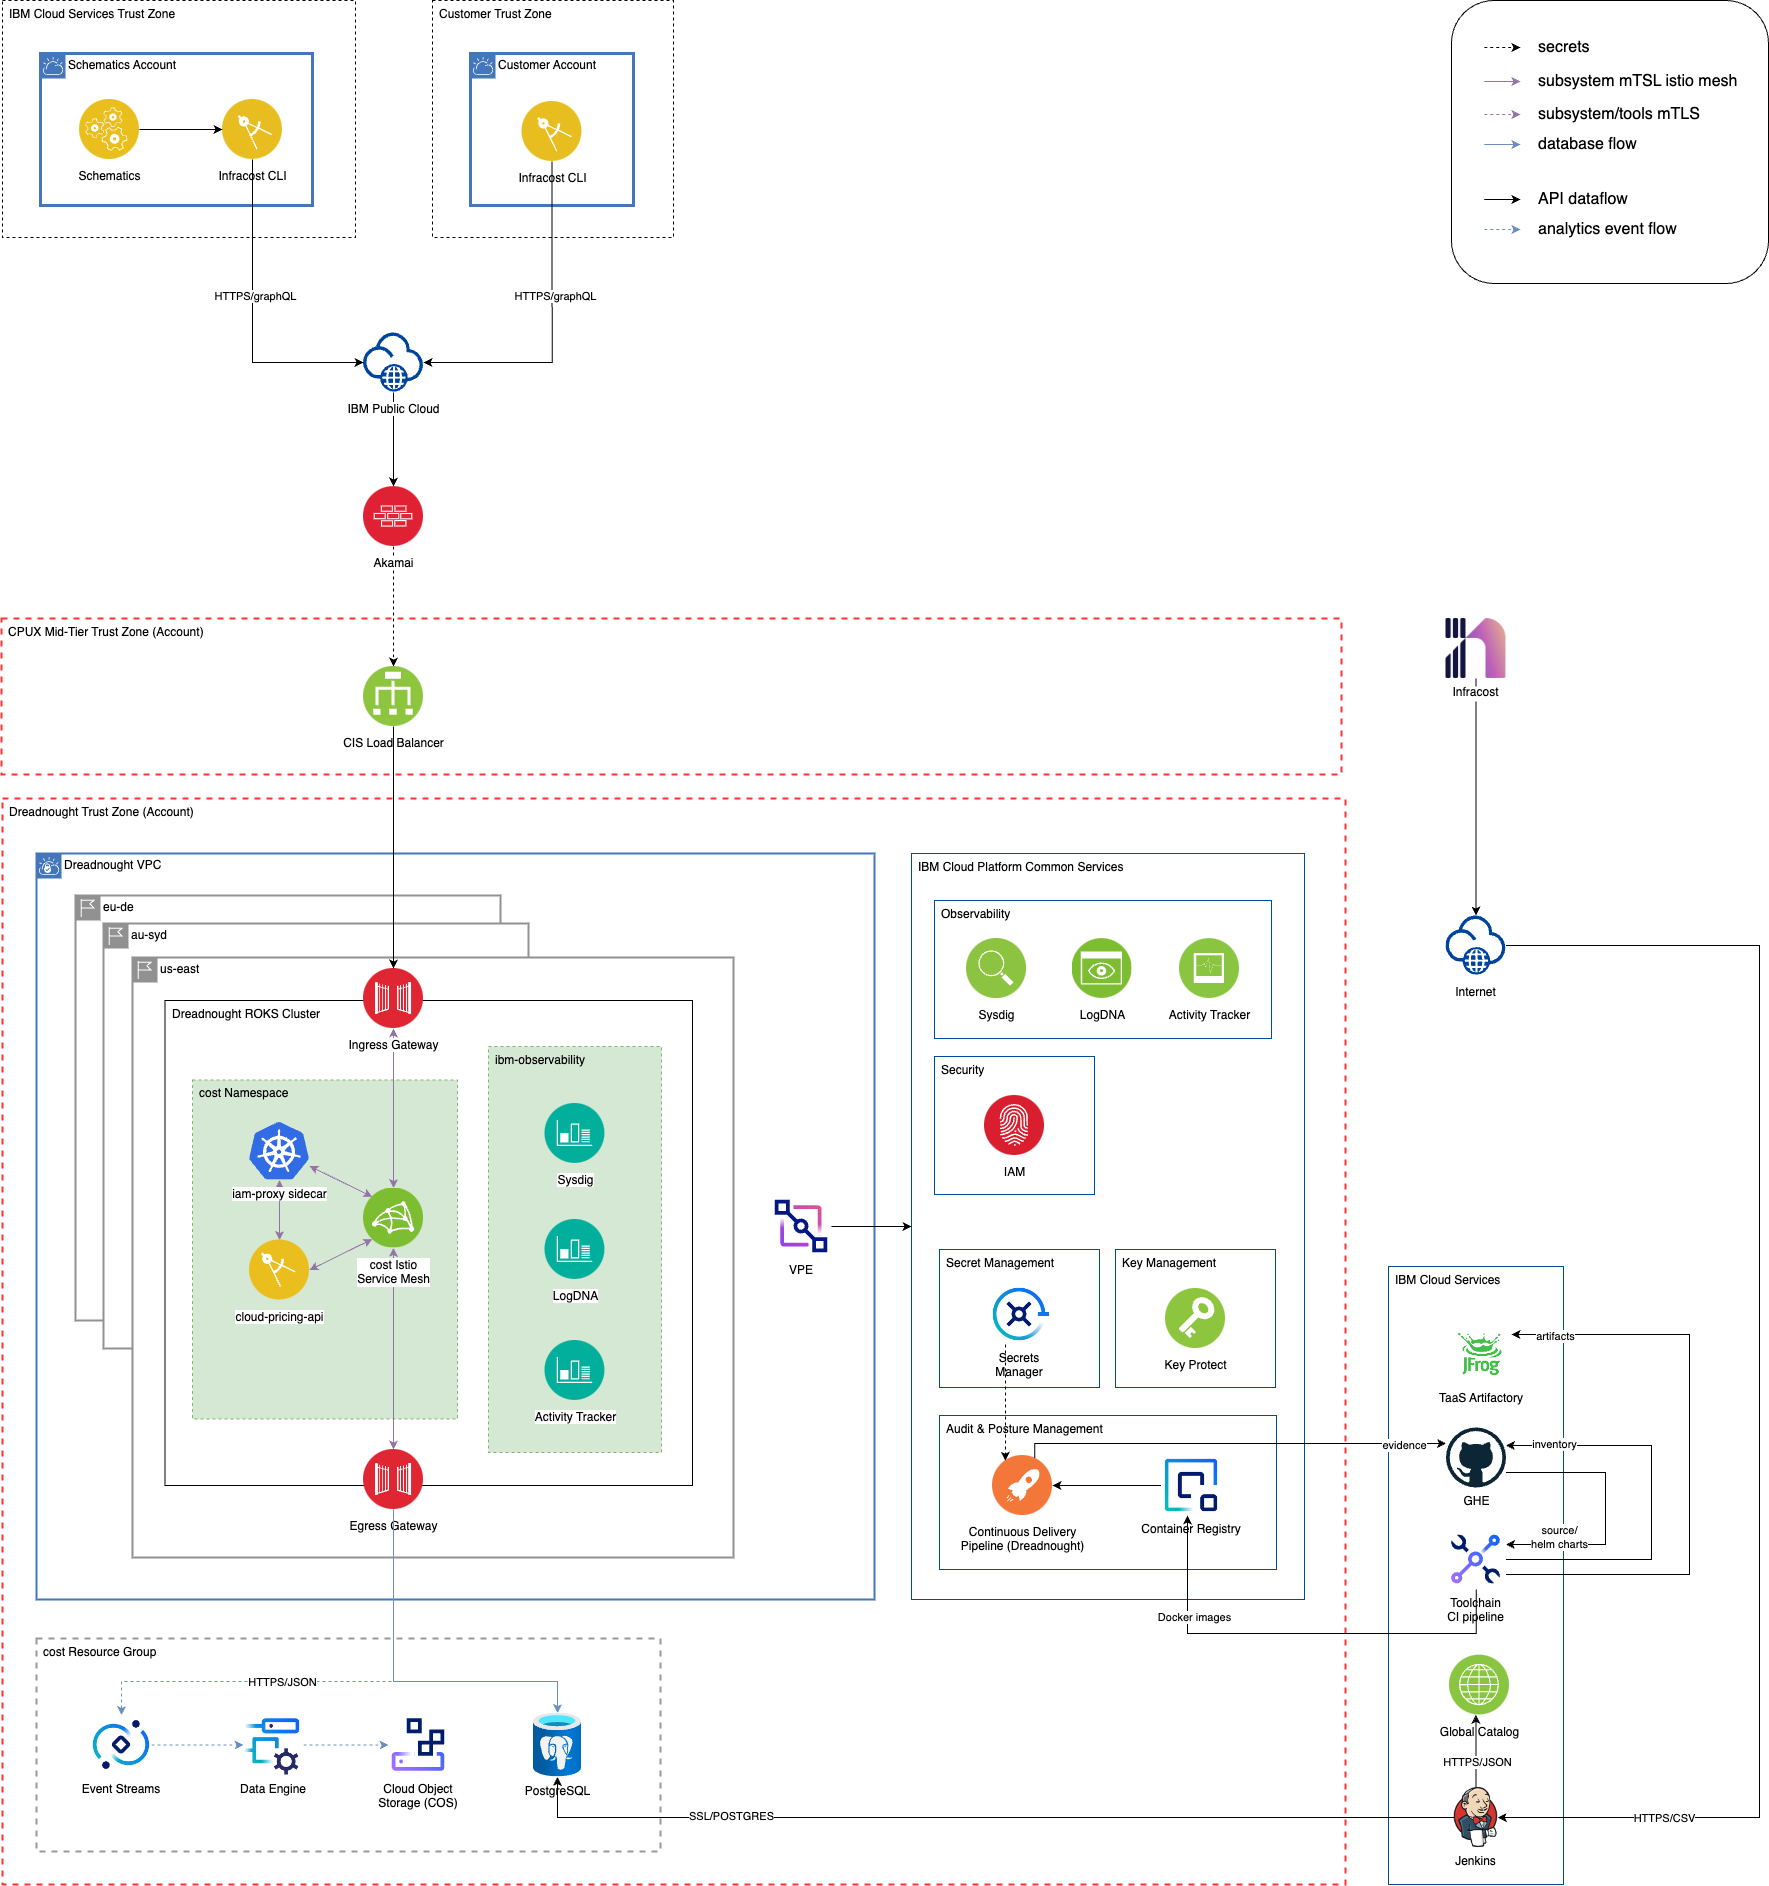 IBM Cloud Services Trust Zone
Schematics Account
Schematics
Infracost CLI
HTTPS/graphQL
Customer Trust Zone
Customer Account
Infracost CLI
HTTPS/graphQL
secrets
subsystem mTSL istio mesh
subsystem/tools mTLS
database flow
API dataflow
analytics event flow
IBM Public Cloud
Akamai
CPUX Mid-Tier Trust Zone (Account)
CIS Load Balancer
Infracost
Internet
Dreadnought Trust Zone (Account)
Dreadnought VPC
eu-de
au-syd
us-east
Dreadnought ROKS Cluster
Ingress Gateway
cost Namespace
iam-proxy sidecar
cost Istio
Service Mesh
cloud-pricing-api
ibm-observability
Sysdig
LogDNA
Activity Tracker
Egress Gateway
VPE
IBM Cloud Platform Common Services
Observability
Sysdig
LogDNA
Activity Tracker
Security
IAM
Secret Management
Secrets
Manager
Key Management
Key Protect
Audit & Posture Management
Continuous Delivery
Pipeline (Dreadnought)
Container Registry
evidence
Docker images
IBM Cloud Services
JFrog
TaaS Artifactory
artifacts
GHE
inventory
source/
helm charts
Toolchain
CI pipeline
Global Catalog
HTTPS/JSON
Jenkins
HTTPS/CSV
cost Resource Group
HTTPS/JSON
Event Streams
Data Engine
Cloud Object
Storage (COS)
PostgreSQL
SSL/POSTGRES